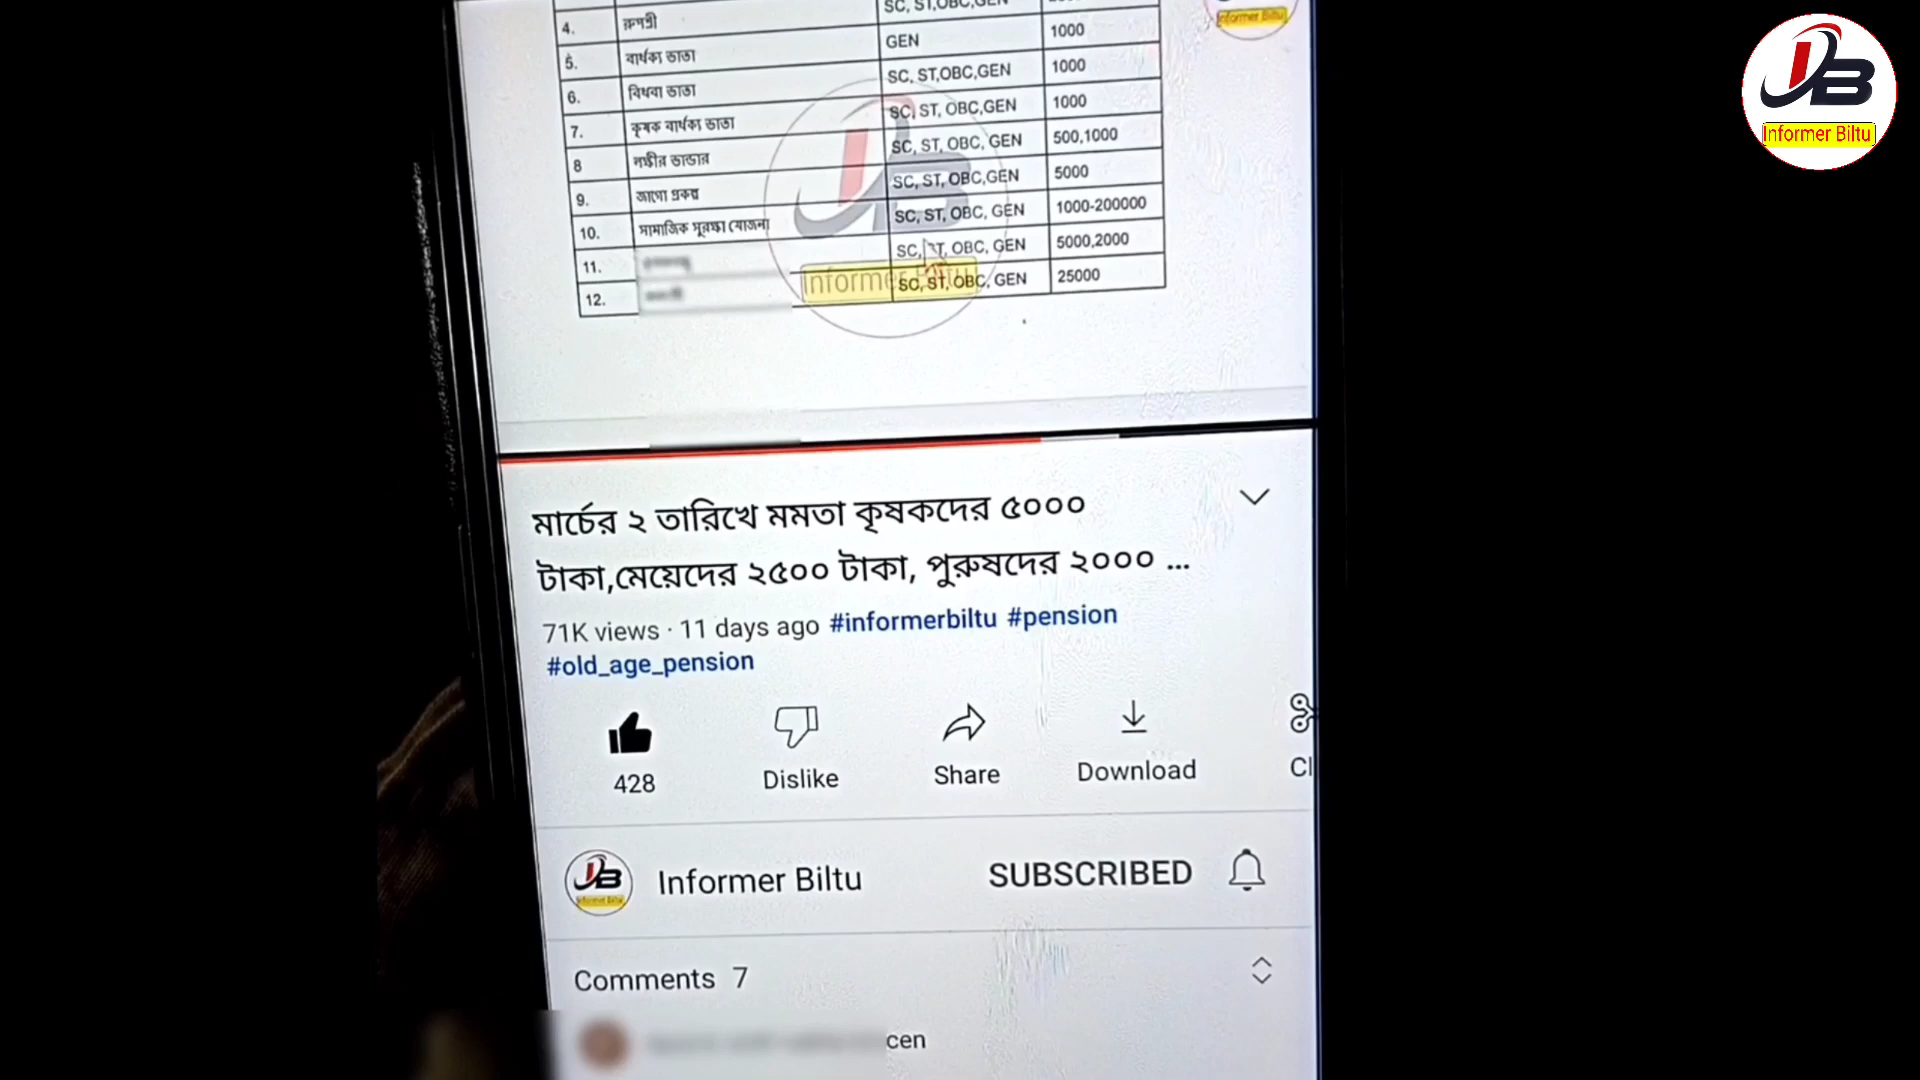 4. রুপশ্রী SC, ST,OBC,GEN
5. বার্ধক্য ভাতা GEN 1000
6. বিধবা ভাতা SC, ST,OBC,GEN 1000
7. কৃষক বার্ধক্য ভাতা SC, ST, OBC,GEN 1000
8 লক্ষীর ভান্ডার SC, ST, OBC, GEN 500,1000
9. জাগো প্রকল্প SC, ST, OBC,GEN 5000
10. সামাজিক সুরক্ষা যোজনা SC, ST, OBC, GEN 1000-200000
11. SC, ST, OBC, GEN 5000,2000
12. SC, ST, OBC, GEN 25000
Informer Biltu
Informer Biltu
Informer Biltu
মার্চের ২ তারিখে মমতা কৃষকদের ৫০০০
টাকা,মেয়েদের ২৫০০ টাকা, পুরুষদের ২০০০ ...
71K views · 11 days ago #informerbiltu #pension
#old_age_pension
428 Dislike Share Download
Informer Biltu SUBSCRIBED
Comments 7